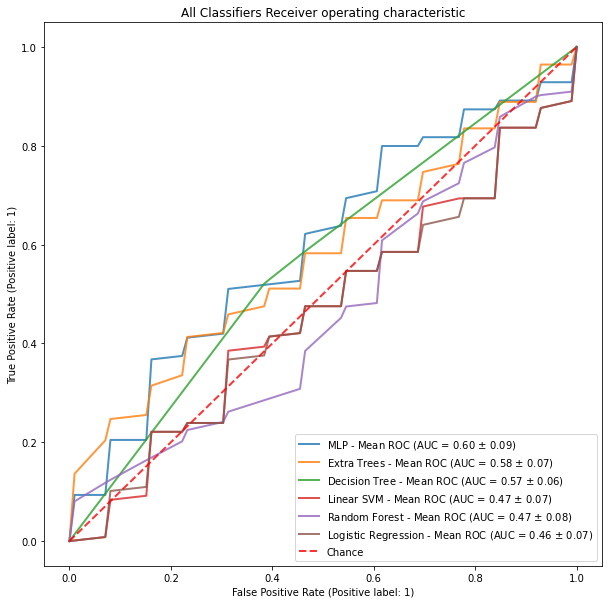 All Classifiers Receiver operating characteristic
True Positive Rate (Positive label: 1)
1.0
0.8
0.6
0.4
0.2
0.0
MLP - Mean ROC (AUC = 0.60 ± 0.09)
Extra Trees - Mean ROC (AUC = 0.58 ± 0.07)
Decision Tree - Mean ROC (AUC = 0.57 ± 0.06)
Linear SVM - Mean ROC (AUC = 0.47 ± 0.07)
Random Forest - Mean ROC (AUC = 0.47 ± 0.08)
Logistic Regression - Mean ROC (AUC = 0.46 ± 0.07)
Chance
0.0 0.2 0.4 0.6 0.8 1.0
False Positive Rate (Positive label: 1)